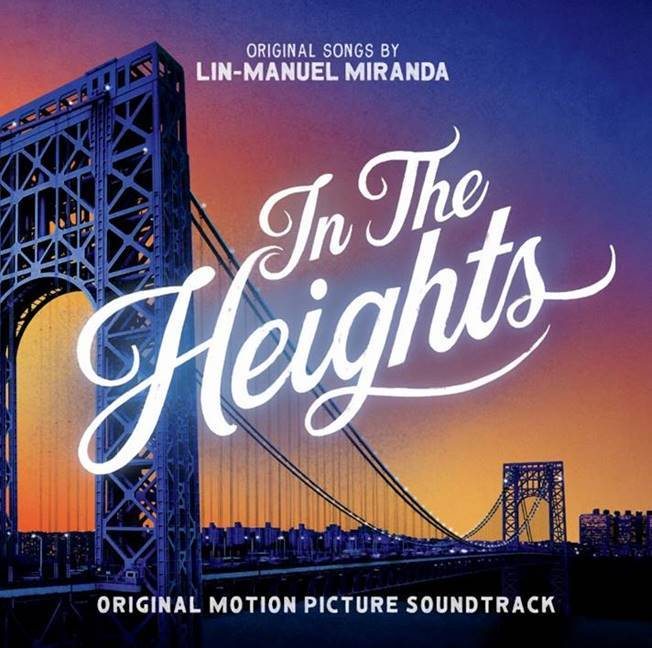 ORIGINAL SONGS BY
LIN-MANUEL MIRANDA
In The
Heights
ORIGINAL MOTION PICTURE SOUNDTRACK